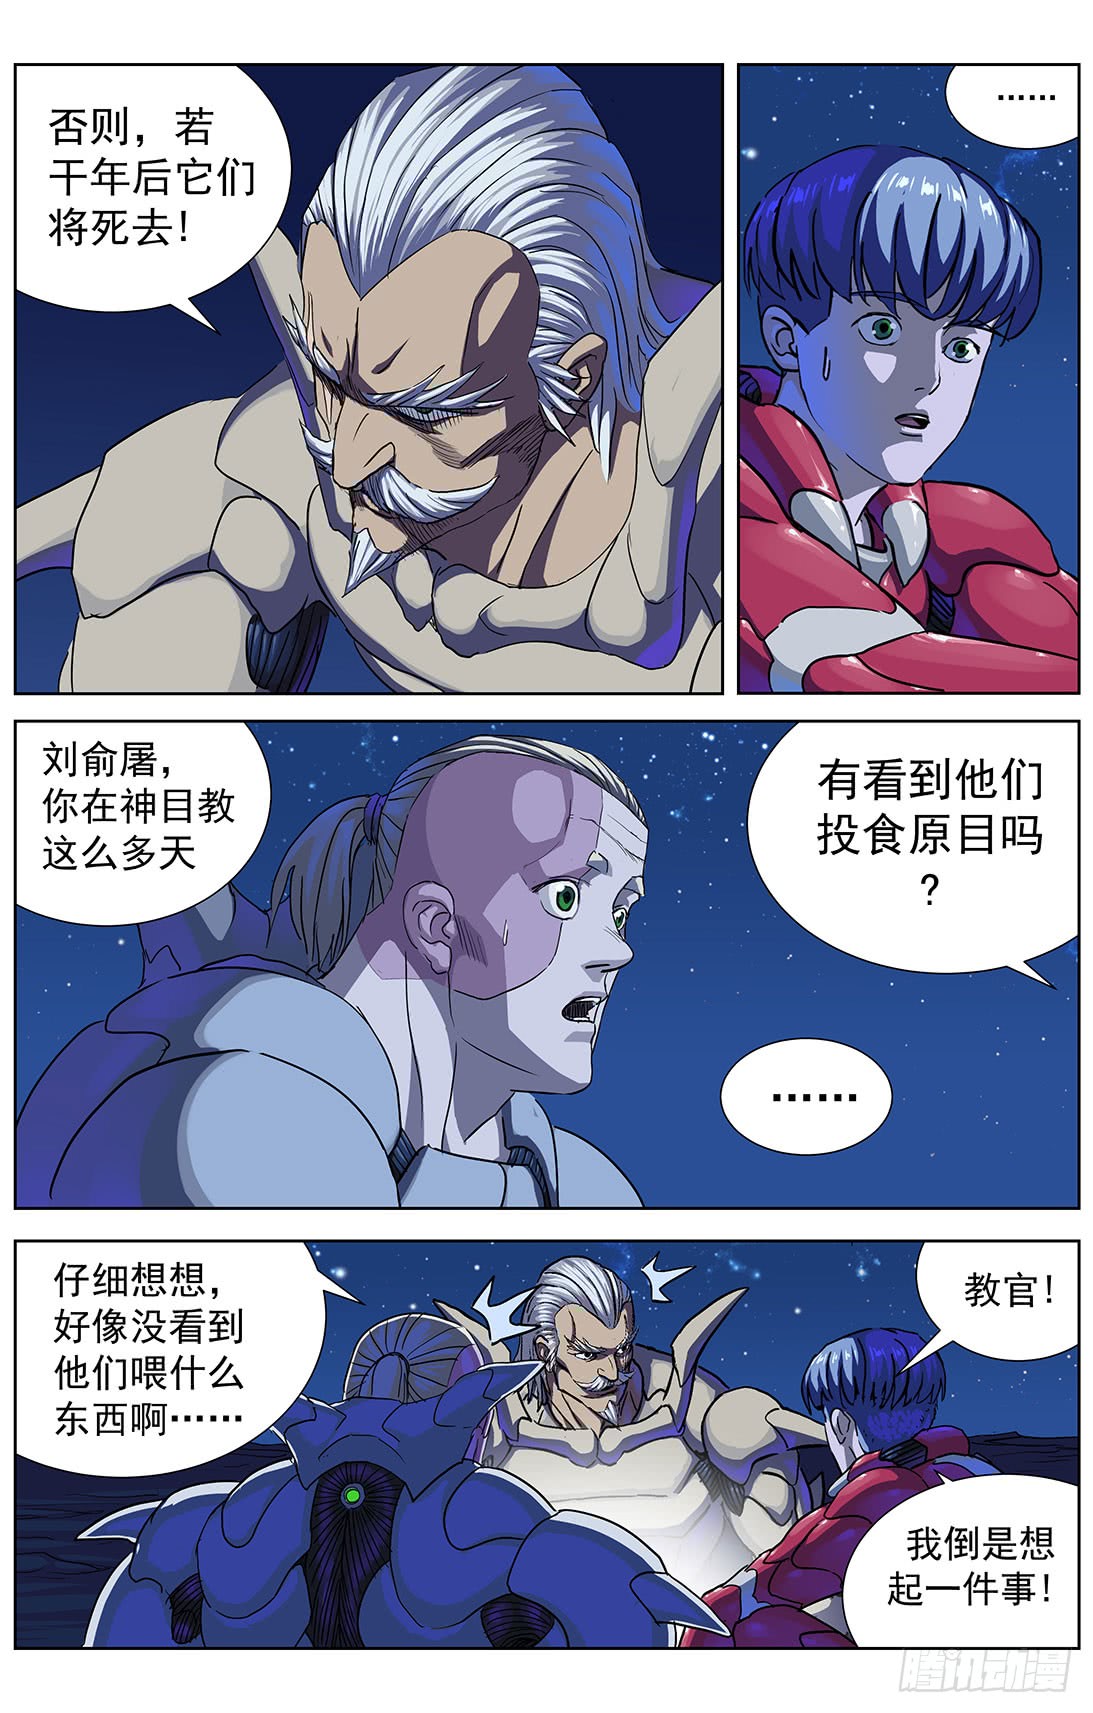 否则，若
干年后它们
将死去！
……
刘俞屠，
你在神目教
这么多天
有看到他们
投食原目吗
？
……
仔细想想，
好像没看到
他们喂什么
东西啊……
教官！
我倒是想
起一件事！
腾讯动漫